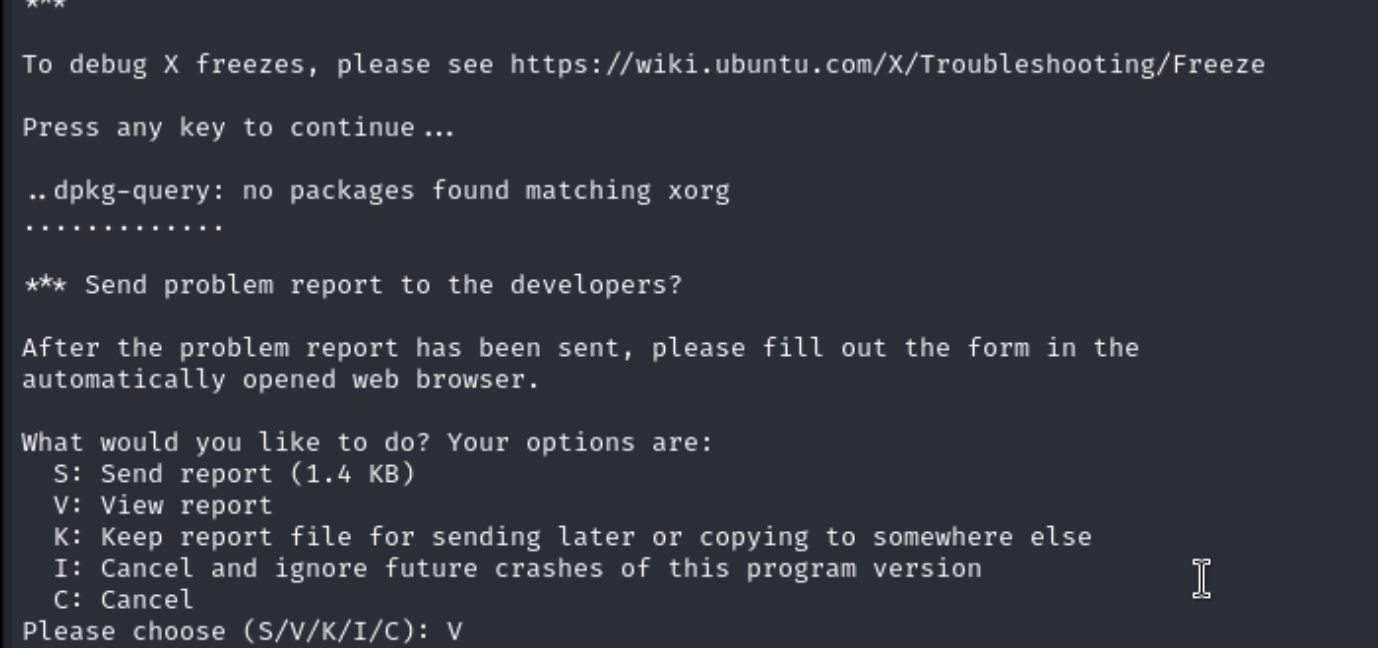 ***
To debug X freezes, please see https://wiki.ubuntu.com/X/Troubleshooting/Freeze
Press any key to continue...
..dpkg-query: no packages found matching xorg
.............
*** Send problem report to the developers?
After the problem report has been sent, please fill out the form in the
automatically opened web browser.
What would you like to do? Your options are:
S: Send report (1.4 KB)
V: View report
K: Keep report file for sending later or copying to somewhere else
I: Cancel and ignore future crashes of this program version
C: Cancel
Please choose (S/V/K/I/C): V